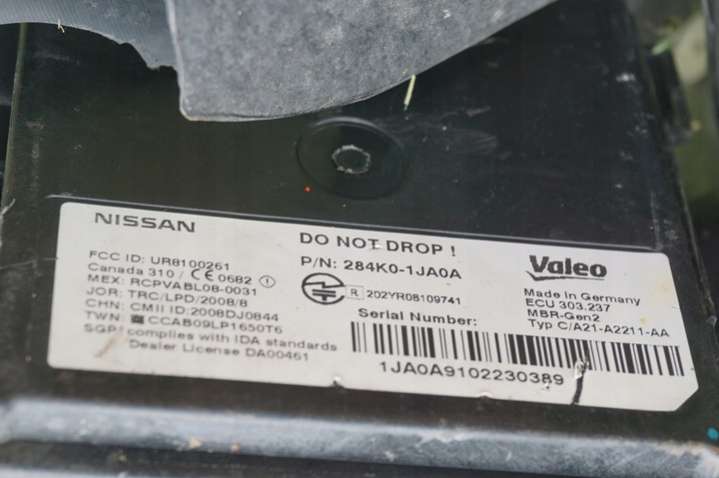 NISSAN
FCC ID: UR8100261
Canada 310 / CE 0682
MEX: RCPVABL08-0031
JOR: TRC/LPD/2008/8
CHN: CMII ID: 2008DJ0844
TWN: CCAB09LP1650T6
SGP: complies with IDA standards
Dealer License DA00461
DO NOT DROP !
P/N: 284K0-1JA0A
R 202YR08109741
Serial Number:
1JA0A9102230389
Valeo
Made in Germany
ECU 303.237
MBR-Gen2
Typ C/A21-A2211-AA